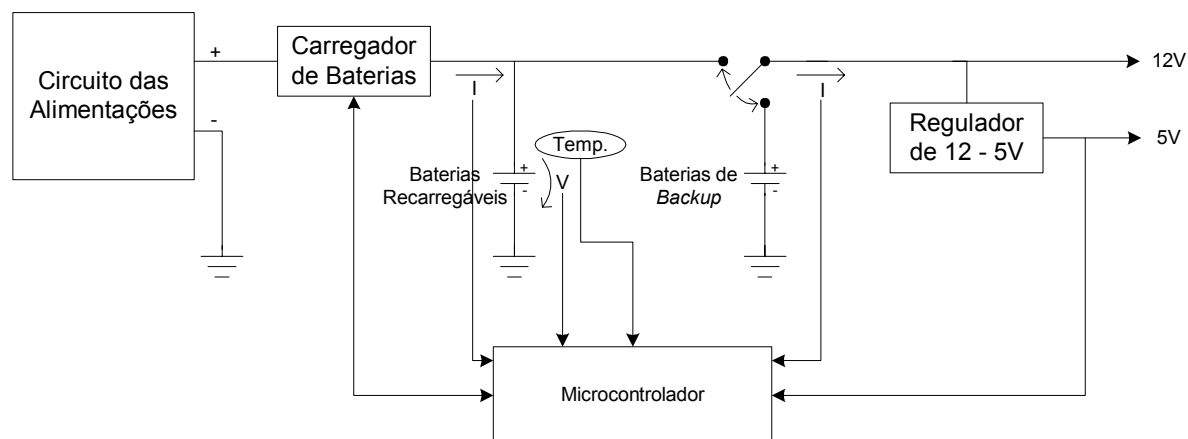 Circuito das
Alimentações
+
-
Carregador
de Baterias
I
Baterias
Recarregáveis
+
-
V
Temp.
Baterias de
Backup
+
-
I
Regulador
de 12 - 5V
12V
5V
Microcontrolador